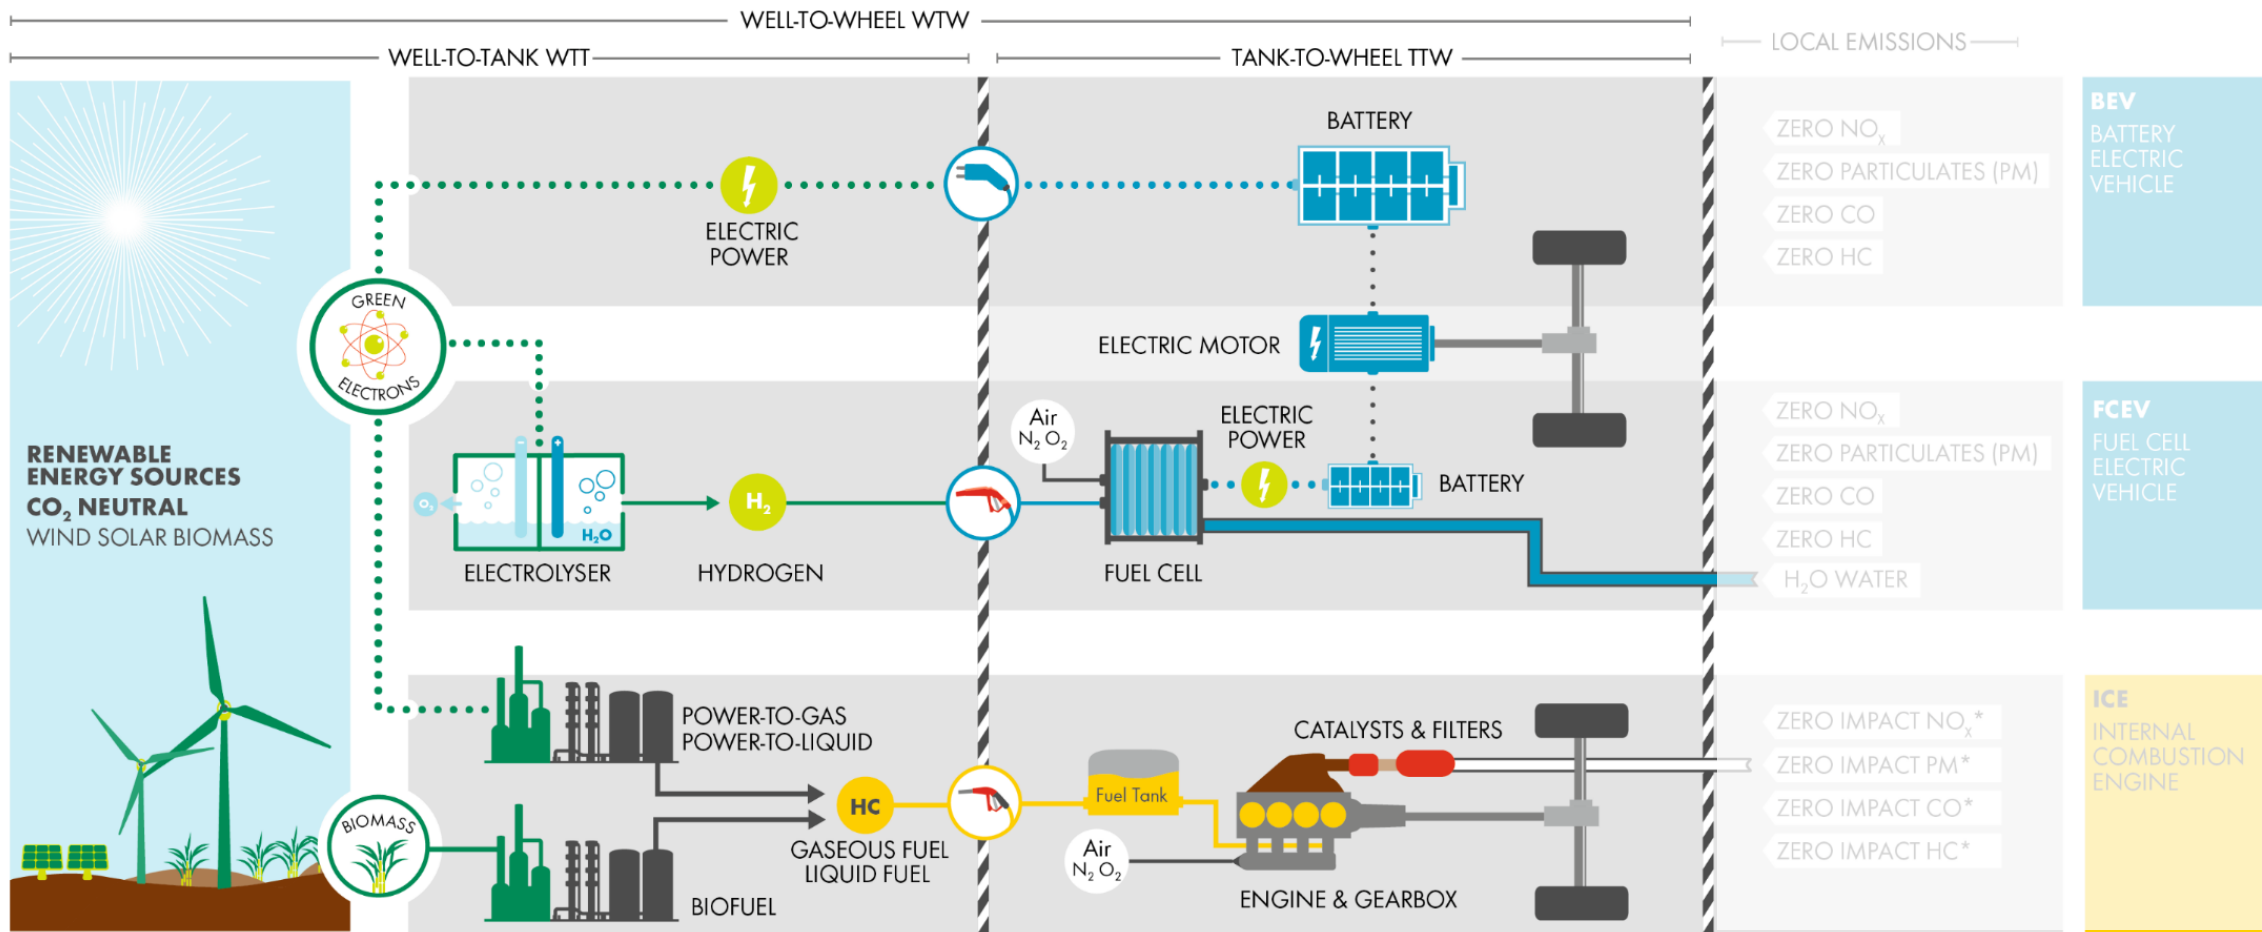 WELL-TO-WHEEL WTW
WELL-TO-TANK WTT
TANK-TO-WHEEL TTW
LOCAL EMISSIONS
RENEWABLE
ENERGY SOURCES
CO₂ NEUTRAL
WIND SOLAR BIOMASS
GREEN
ELECTRONS
BIOMASS
ELECTRIC
POWER
BATTERY
ZERO NOₓ
ZERO PARTICULATES (PM)
ZERO CO
ZERO HC
BEV
BATTERY
ELECTRIC
VEHICLE
ELECTRIC MOTOR
O₂
H₂O
ELECTROLYSER
H₂
HYDROGEN
Air
N₂ O₂
FUEL CELL
ELECTRIC
POWER
BATTERY
ZERO NOₓ
ZERO PARTICULATES (PM)
ZERO CO
ZERO HC
H₂O WATER
FCEV
FUEL CELL
ELECTRIC
VEHICLE
POWER-TO-GAS
POWER-TO-LIQUID
BIOFUEL
HC
GASEOUS FUEL
LIQUID FUEL
Fuel Tank
Air
N₂ O₂
CATALYSTS & FILTERS
ENGINE & GEARBOX
ZERO IMPACT NOₓ*
ZERO IMPACT PM*
ZERO IMPACT CO*
ZERO IMPACT HC*
ICE
INTERNAL
COMBUSTION
ENGINE